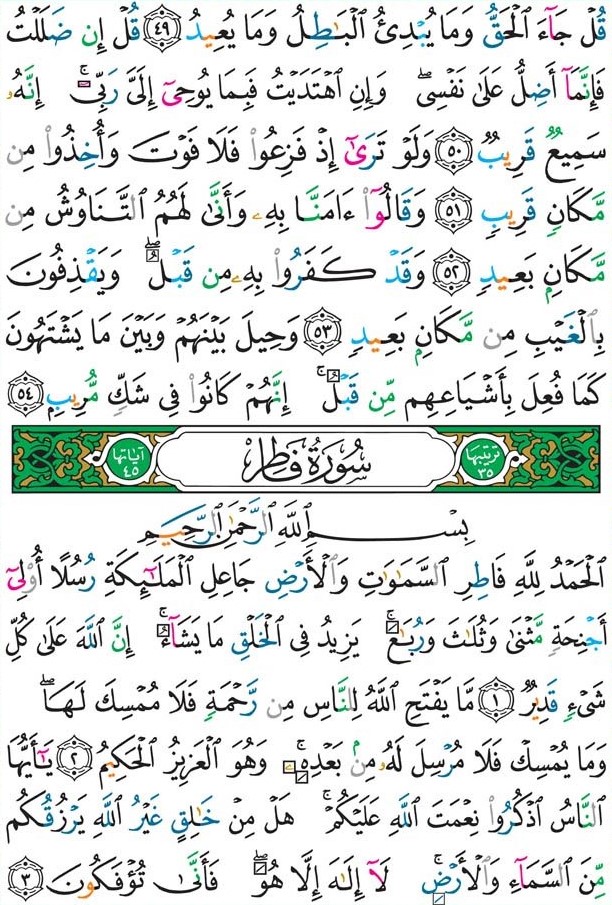 قُلْ جَآءَ ٱلْحَقُّ وَمَا يُبْدِئُ ٱلْبَـٰطِلُ وَمَا يُعِيدُ ٤٩ قُلْ إِن ضَلَلْتُ
فَإِنَّمَآ أَضِلُّ عَلَىٰ نَفْسِى ۖ وَإِنِ ٱهْتَدَيْتُ فَبِمَا يُوحِىٓ إِلَىَّ رَبِّىٓ ۚ إِنَّهُۥ
سَمِيعٌ قَرِيبٌ ٥٠ وَلَوْ تَرَىٰٓ إِذْ فَزِعُوا۟ فَلَا فَوْتَ وَأُخِذُوا۟ مِن
مَّكَانٍ قَرِيبٍ ٥١ وَقَالُوٓا۟ ءَامَنَّا بِهِۦ وَأَنَّىٰ لَهُمُ ٱلتَّنَاوُشُ مِن
مَّكَانٍۭ بَعِيدٍ ٥٢ وَقَدْ كَفَرُوا۟ بِهِۦ مِن قَبْلُ ۖ وَيَقْذِفُونَ
بِٱلْغَيْبِ مِن مَّكَانٍۭ بَعِيدٍ ٥٣ وَحِيلَ بَيْنَهُمْ وَبَيْنَ مَا يَشْتَهُونَ
كَمَا فُعِلَ بِأَشْيَاعِهِم مِّن قَبْلُ ۚ إِنَّهُمْ كَانُوا۟ فِى شَكٍّ مُّرِيبٍۭ ٥٤
ترتيبها ٣٥ سُورَةُ فَاطِرٍ آياتها ٤٥
بِسْمِ ٱللَّهِ ٱلرَّحْمَـٰنِ ٱلرَّحِيمِ
ٱلْحَمْدُ لِلَّهِ فَاطِرِ ٱلسَّمَـٰوَٰتِ وَٱلْأَرْضِ جَاعِلِ ٱلْمَلَـٰٓئِكَةِ رُسُلًا أُو۟لِىٓ
أَجْنِحَةٍ مَّثْنَىٰ وَثُلَـٰثَ وَرُبَـٰعَ ۚ يَزِيدُ فِى ٱلْخَلْقِ مَا يَشَآءُ ۚ إِنَّ ٱللَّهَ عَلَىٰ كُلِّ
شَىْءٍ قَدِيرٌ ١ مَّا يَفْتَحِ ٱللَّهُ لِلنَّاسِ مِن رَّحْمَةٍ فَلَا مُمْسِكَ لَهَا ۖ
وَمَا يُمْسِكْ فَلَا مُرْسِلَ لَهُۥ مِنۢ بَعْدِهِۦ ۚ وَهُوَ ٱلْعَزِيزُ ٱلْحَكِيمُ ٢ يَـٰٓأَيُّهَا
ٱلنَّاسُ ٱذْكُرُوا۟ نِعْمَتَ ٱللَّهِ عَلَيْكُمْ ۚ هَلْ مِنْ خَـٰلِقٍ غَيْرُ ٱللَّهِ يَرْزُقُكُم
مِّنَ ٱلسَّمَآءِ وَٱلْأَرْضِ ۚ لَآ إِلَـٰهَ إِلَّا هُوَ ۖ فَأَنَّىٰ تُؤْفَكُونَ ٣